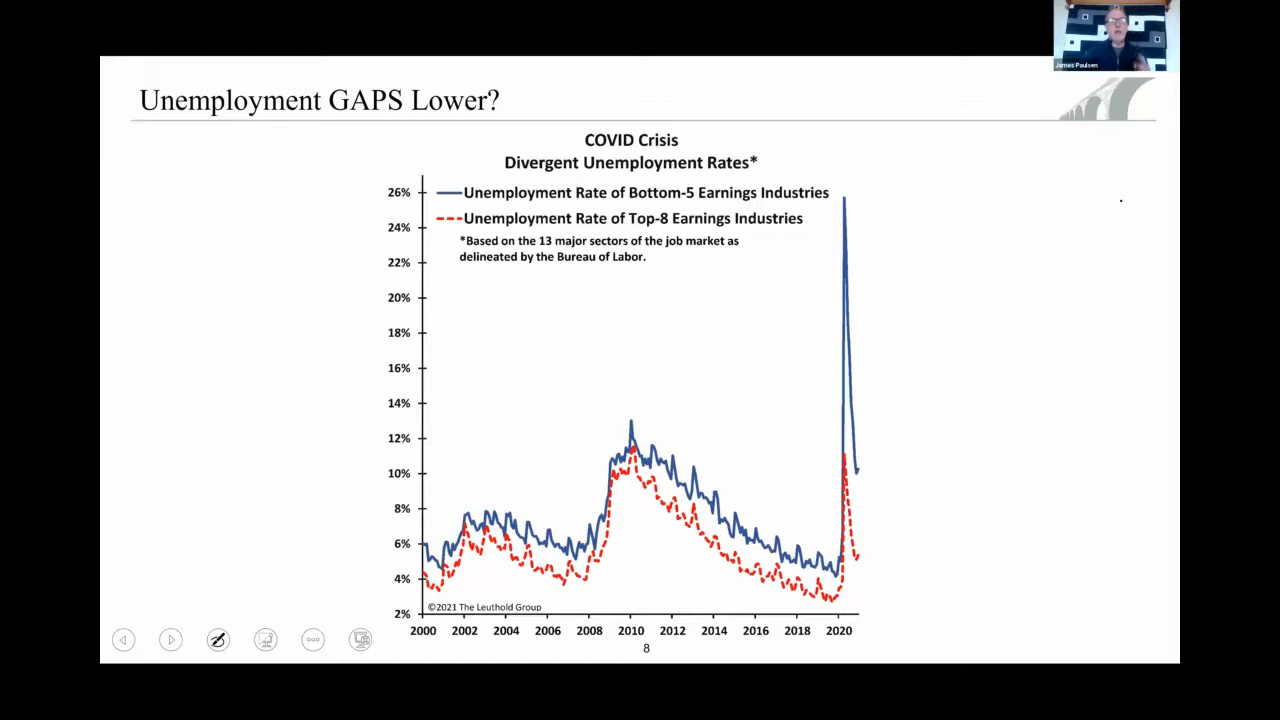 James Paulsen
Unemployment GAPS Lower?
COVID Crisis
Divergent Unemployment Rates*
26%
Unemployment Rate of Bottom-5 Earnings Industries
24%
Unemployment Rate of Top-8 Earnings Industries
*Based on the 13 major sectors of the job market as
delineated by the Bureau of Labor.
22%
20%
18%
16%
14%
12%
10%
8%
6%
4%
2%
©2021 The Leuthold Group
2000 2002 2004 2006 2008 2010 2012 2014 2016 2018 2020
8